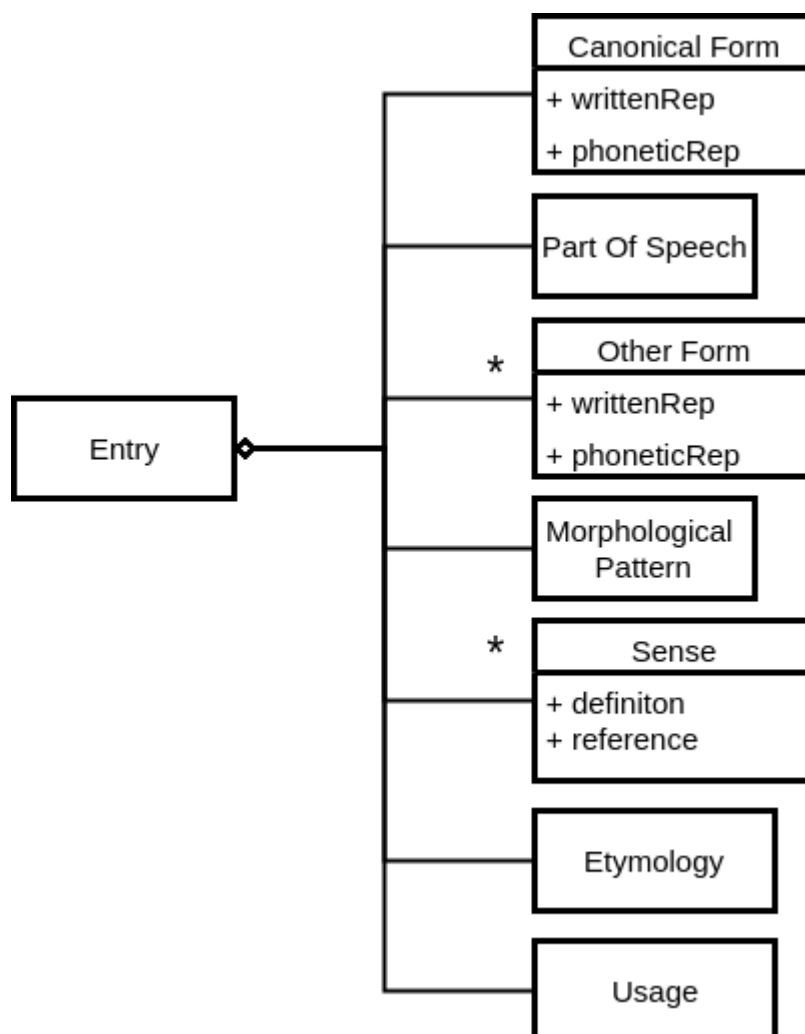 Canonical Form
+ writtenRep
+ phoneticRep
Part Of Speech
*
Other Form
+ writtenRep
+ phoneticRep
Entry
Morphological
Pattern
*
Sense
+ definiton
+ reference
Etymology
Usage